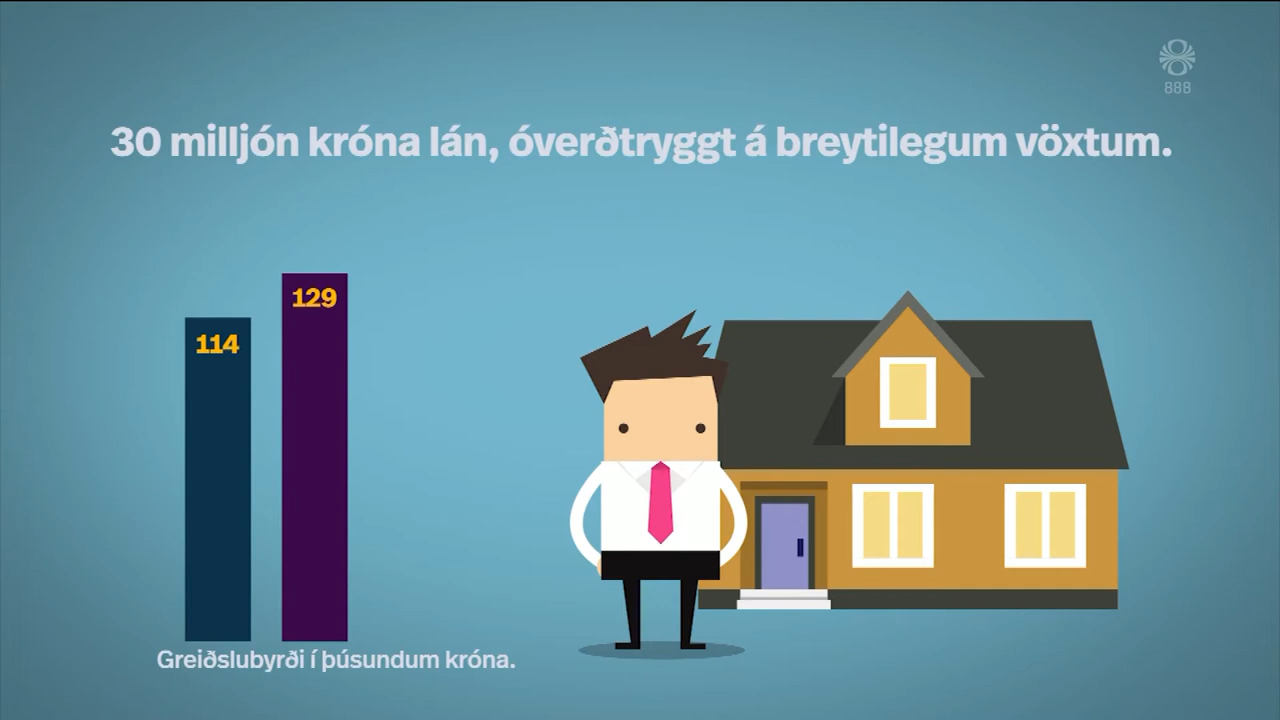 888
30 milljón króna lán, óverðtryggt á breytilegum vöxtum.
129
114
Greiðslubyrði í þúsundum króna.